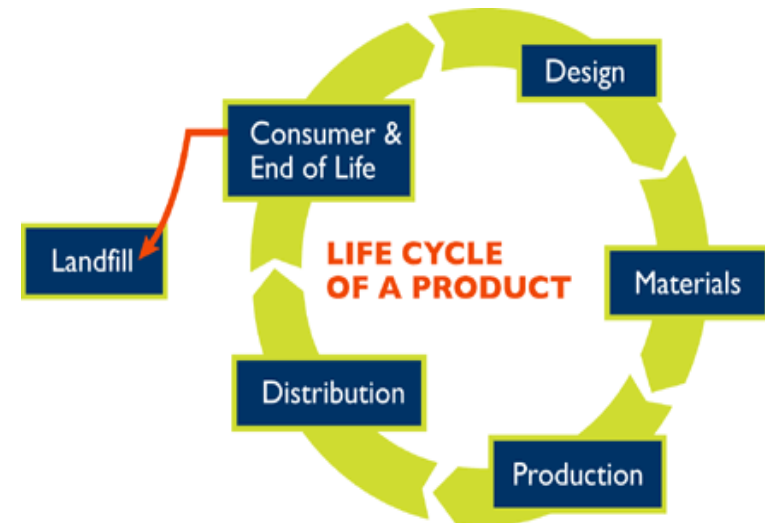 Design
Consumer &
End of Life
Landfill
LIFE CYCLE
OF A PRODUCT
Materials
Distribution
Production